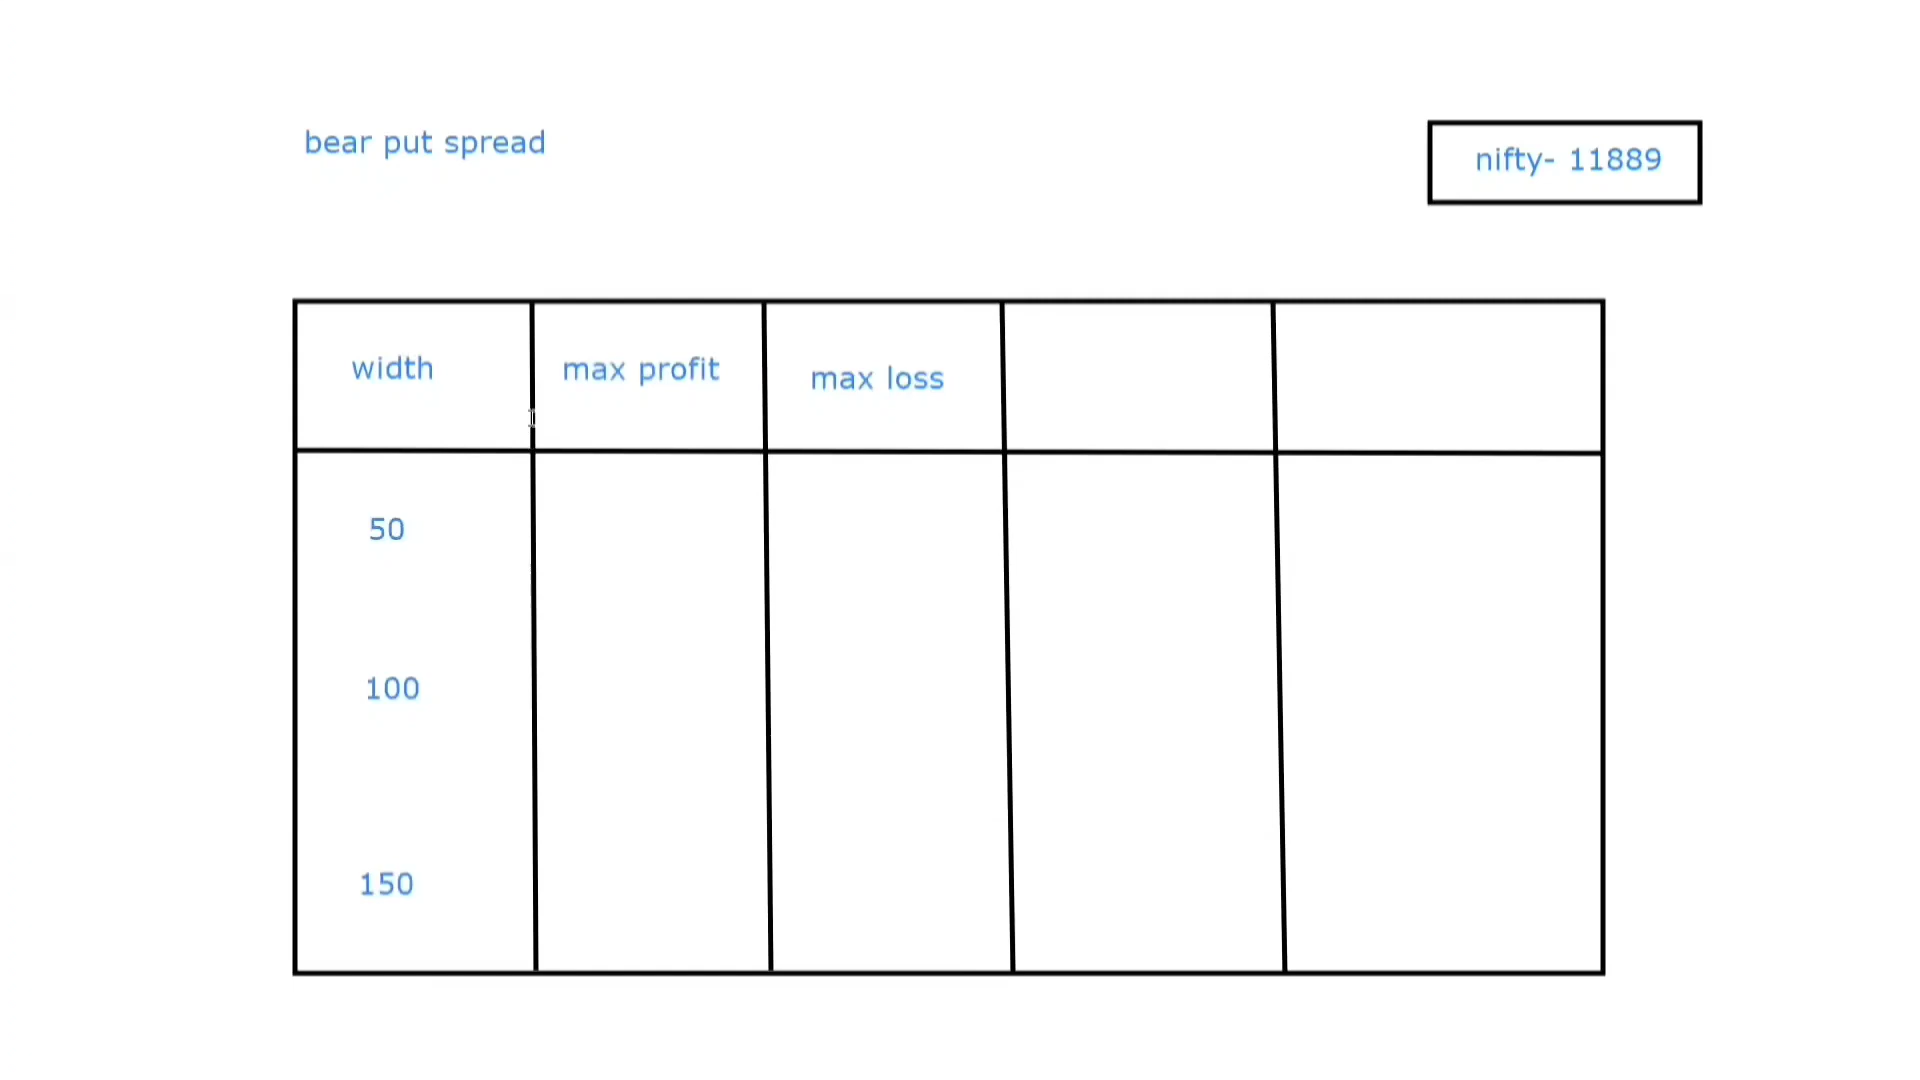 bear put spread
nifty- 11889
width
max profit
max loss
50
100
150